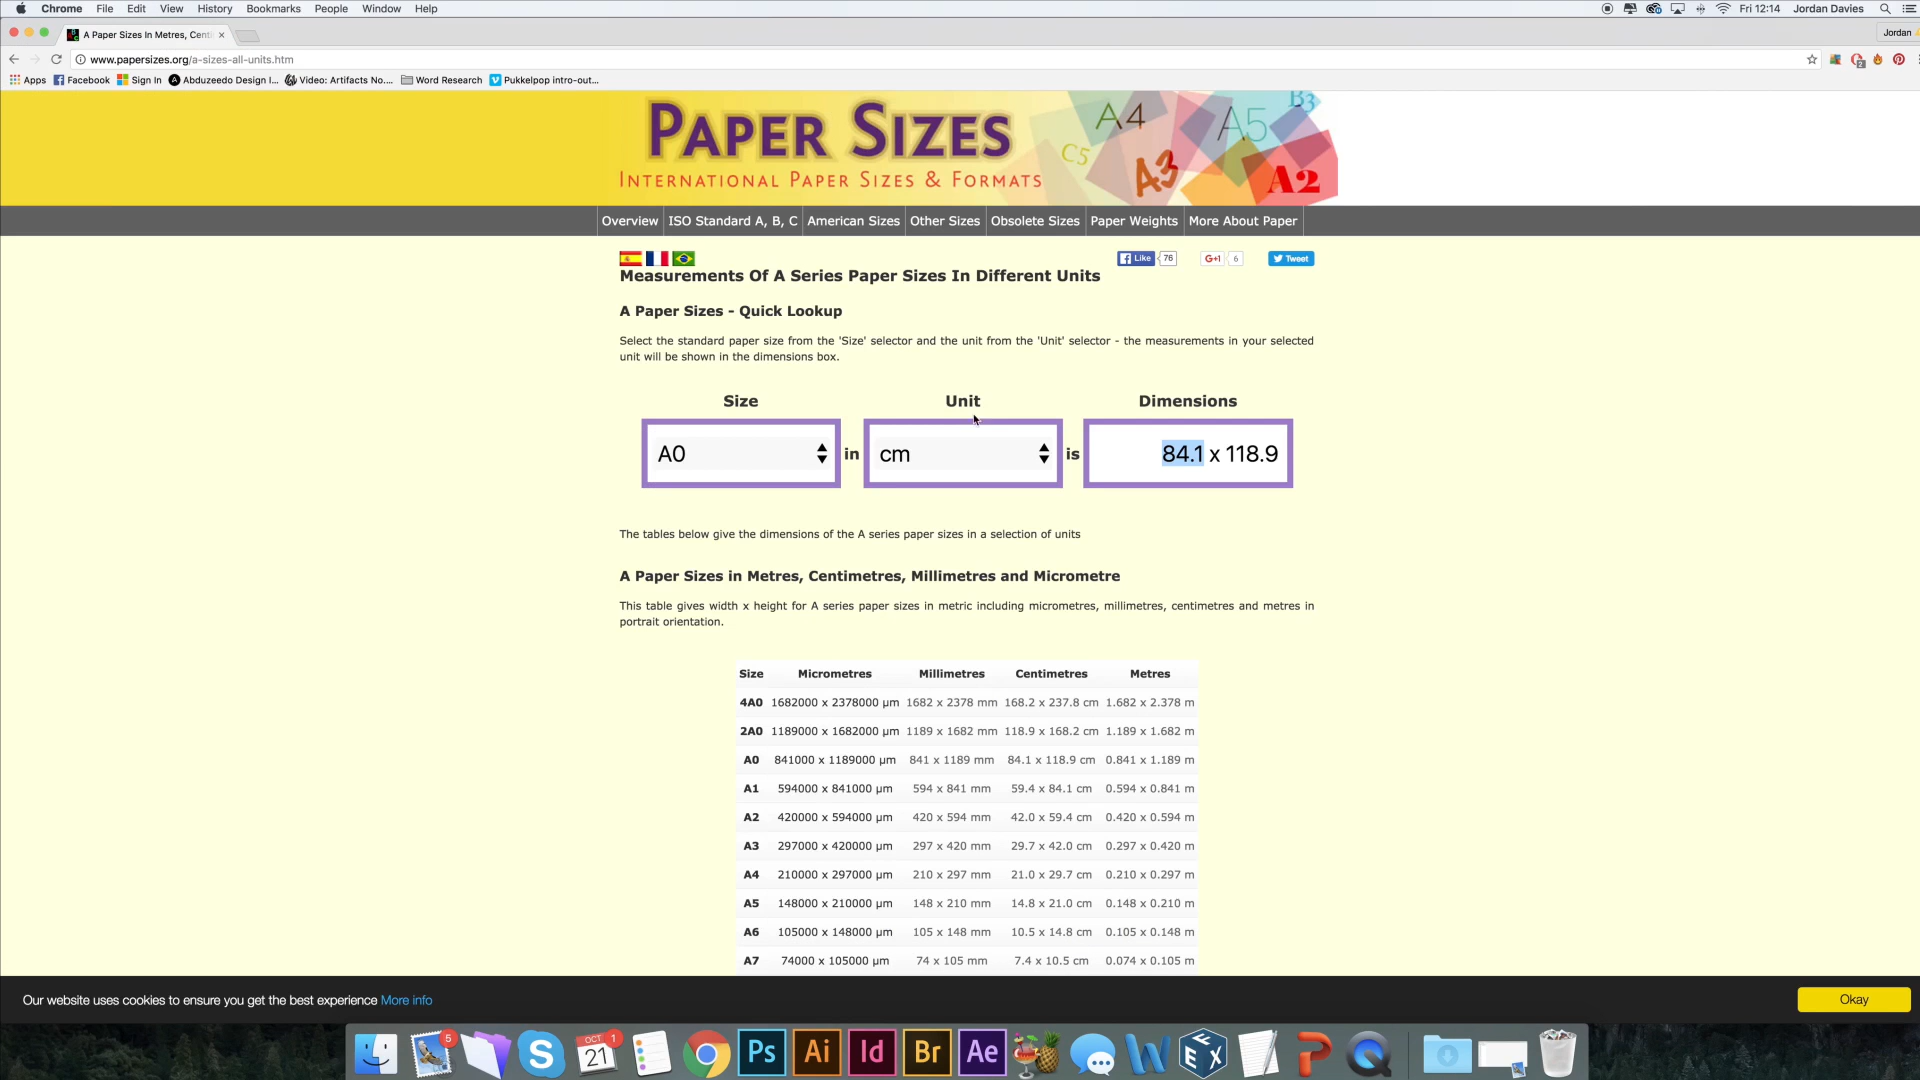 Chrome File Edit View History Bookmarks People Window Help Fri 12:14 Jordan Davies
A Paper Sizes In Metres, Centi Jordan
www.papersizes.org/a-sizes-all-units.htm
Apps Facebook Sign In Abduzeedo Design I... Video: Artifacts No.... Word Research Pukkelpop intro-out...
PAPER SIZES
INTERNATIONAL PAPER SIZES & FORMATS
A4 A5 B3 C5 A3 A2
Overview ISO Standard A, B, C American Sizes Other Sizes Obsolete Sizes Paper Weights More About Paper
Like 76 G+1 6 Tweet
Measurements Of A Series Paper Sizes In Different Units
A Paper Sizes - Quick Lookup
Select the standard paper size from the 'Size' selector and the unit from the 'Unit' selector - the measurements in your selected
unit will be shown in the dimensions box.
Size Unit Dimensions
A0 in cm is 84.1 x 118.9
The tables below give the dimensions of the A series paper sizes in a selection of units
A Paper Sizes in Metres, Centimetres, Millimetres and Micrometre
This table gives width x height for A series paper sizes in metric including micrometres, millimetres, centimetres and metres in
portrait orientation.
Size Micrometres Millimetres Centimetres Metres
4A0 1682000 x 2378000 µm 1682 x 2378 mm 168.2 x 237.8 cm 1.682 x 2.378 m
2A0 1189000 x 1682000 µm 1189 x 1682 mm 118.9 x 168.2 cm 1.189 x 1.682 m
A0 841000 x 1189000 µm 841 x 1189 mm 84.1 x 118.9 cm 0.841 x 1.189 m
A1 594000 x 841000 µm 594 x 841 mm 59.4 x 84.1 cm 0.594 x 0.841 m
A2 420000 x 594000 µm 420 x 594 mm 42.0 x 59.4 cm 0.420 x 0.594 m
A3 297000 x 420000 µm 297 x 420 mm 29.7 x 42.0 cm 0.297 x 0.420 m
A4 210000 x 297000 µm 210 x 297 mm 21.0 x 29.7 cm 0.210 x 0.297 m
A5 148000 x 210000 µm 148 x 210 mm 14.8 x 21.0 cm 0.148 x 0.210 m
A6 105000 x 148000 µm 105 x 148 mm 10.5 x 14.8 cm 0.105 x 0.148 m
A7 74000 x 105000 µm 74 x 105 mm 7.4 x 10.5 cm 0.074 x 0.105 m
Our website uses cookies to ensure you get the best experience More info Okay
5 OCT 21 1 Ps Ai Id Br Ae